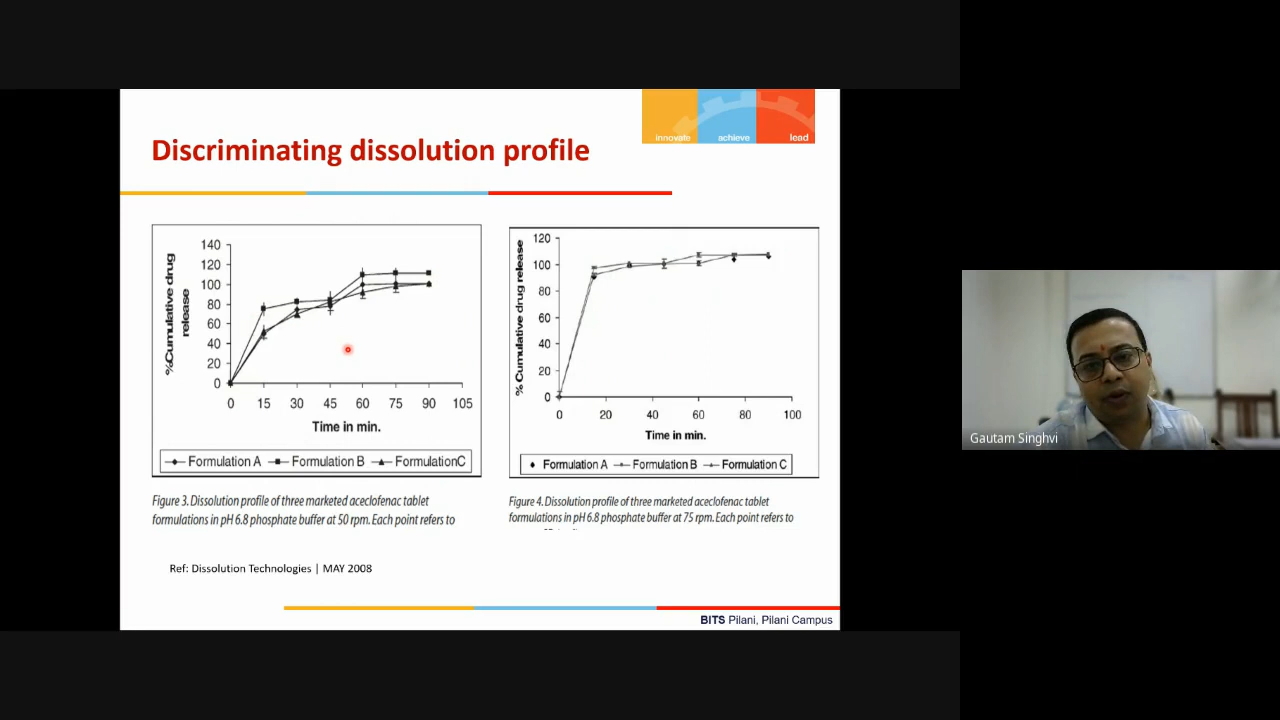 innovate achieve lead
Discriminating dissolution profile
%Cumulative drug
release
140
120
100
80
60
40
20
0
0 15 30 45 60 75 90 105
Time in min.
Formulation A Formulation B FormulationC
Figure 3. Dissolution profile of three marketed aceclofenac tablet
formulations in pH 6.8 phosphate buffer at 50 rpm. Each point refers to
% Cumulative drug release
120
100
80
60
40
20
0
0 20 40 60 80 100
Time in min.
Formulation A Formulation B Formulation C
Figure 4. Dissolution profile of three marketed aceclofenac tablet
formulations in pH 6.8 phosphate buffer at 75 rpm. Each point refers to
Ref: Dissolution Technologies | MAY 2008
BITS Pilani, Pilani Campus
Gautam Singhvi